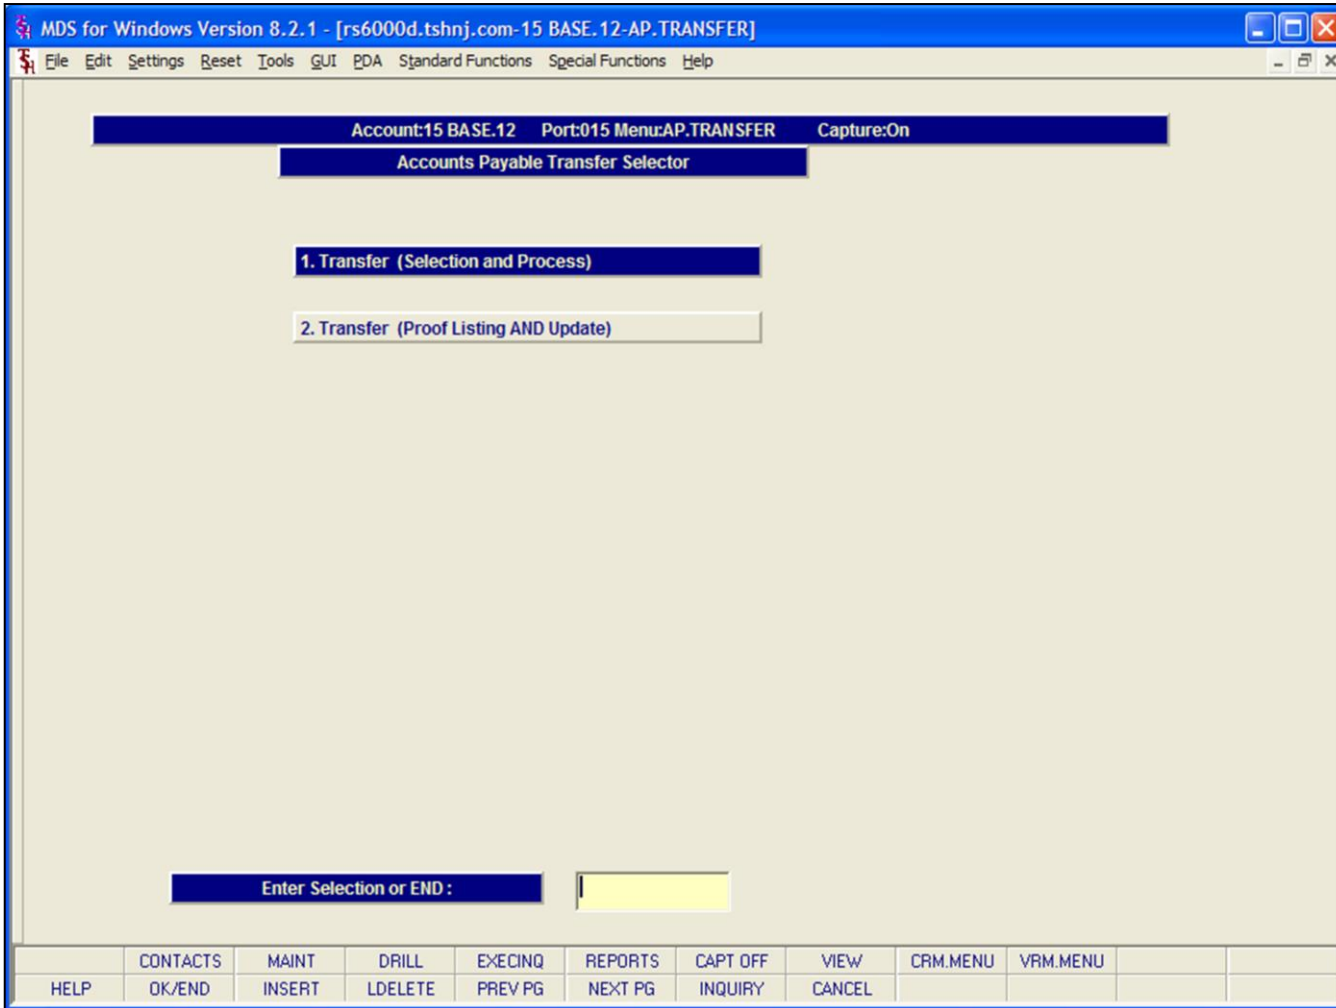 MDS for Windows Version 8.2.1 - [rs6000d.tshnj.com-15 BASE.12-AP.TRANSFER]
File Edit Settings Reset Tools GUI PDA Standard Functions Special Functions Help
Account:15 BASE.12 Port:015 Menu:AP.TRANSFER Capture:On
Accounts Payable Transfer Selector
1. Transfer (Selection and Process)
2. Transfer (Proof Listing AND Update)
Enter Selection or END :
CONTACTS MAINT DRILL EXECINQ REPORTS CAPT OFF VIEW CRM.MENU VRM.MENU
HELP OK/END INSERT LDELETE PREV PG NEXT PG INQUIRY CANCEL